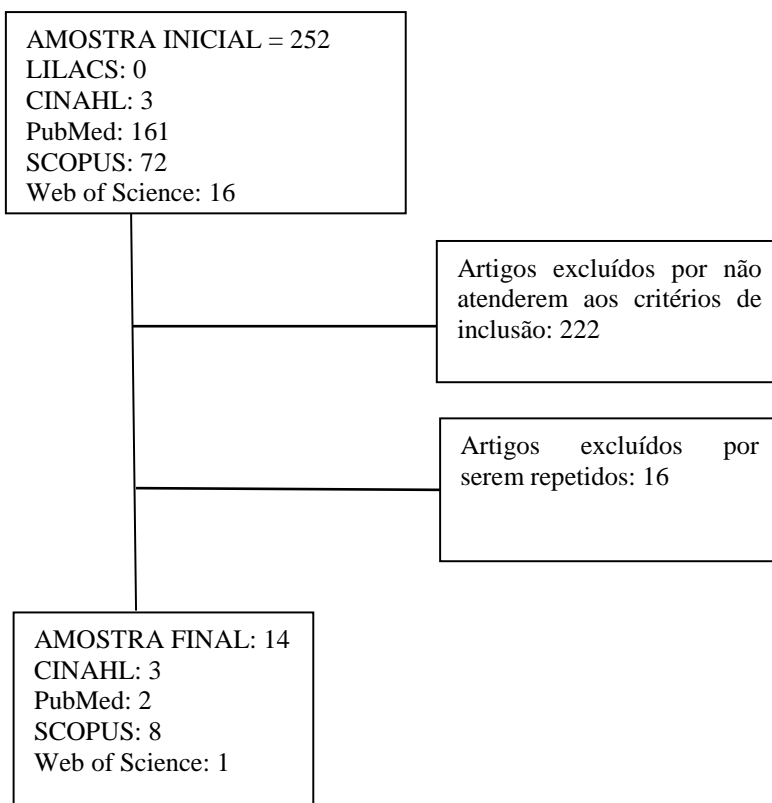 AMOSTRA INICIAL = 252
LILACS: 0
CINAHL: 3
PubMed: 161
SCOPUS: 72
Web of Science: 16
Artigos excluídos por não
atenderem aos critérios de
inclusão: 222
Artigos excluídos por
serem repetidos: 16
AMOSTRA FINAL: 14
CINAHL: 3
PubMed: 2
SCOPUS: 8
Web of Science: 1